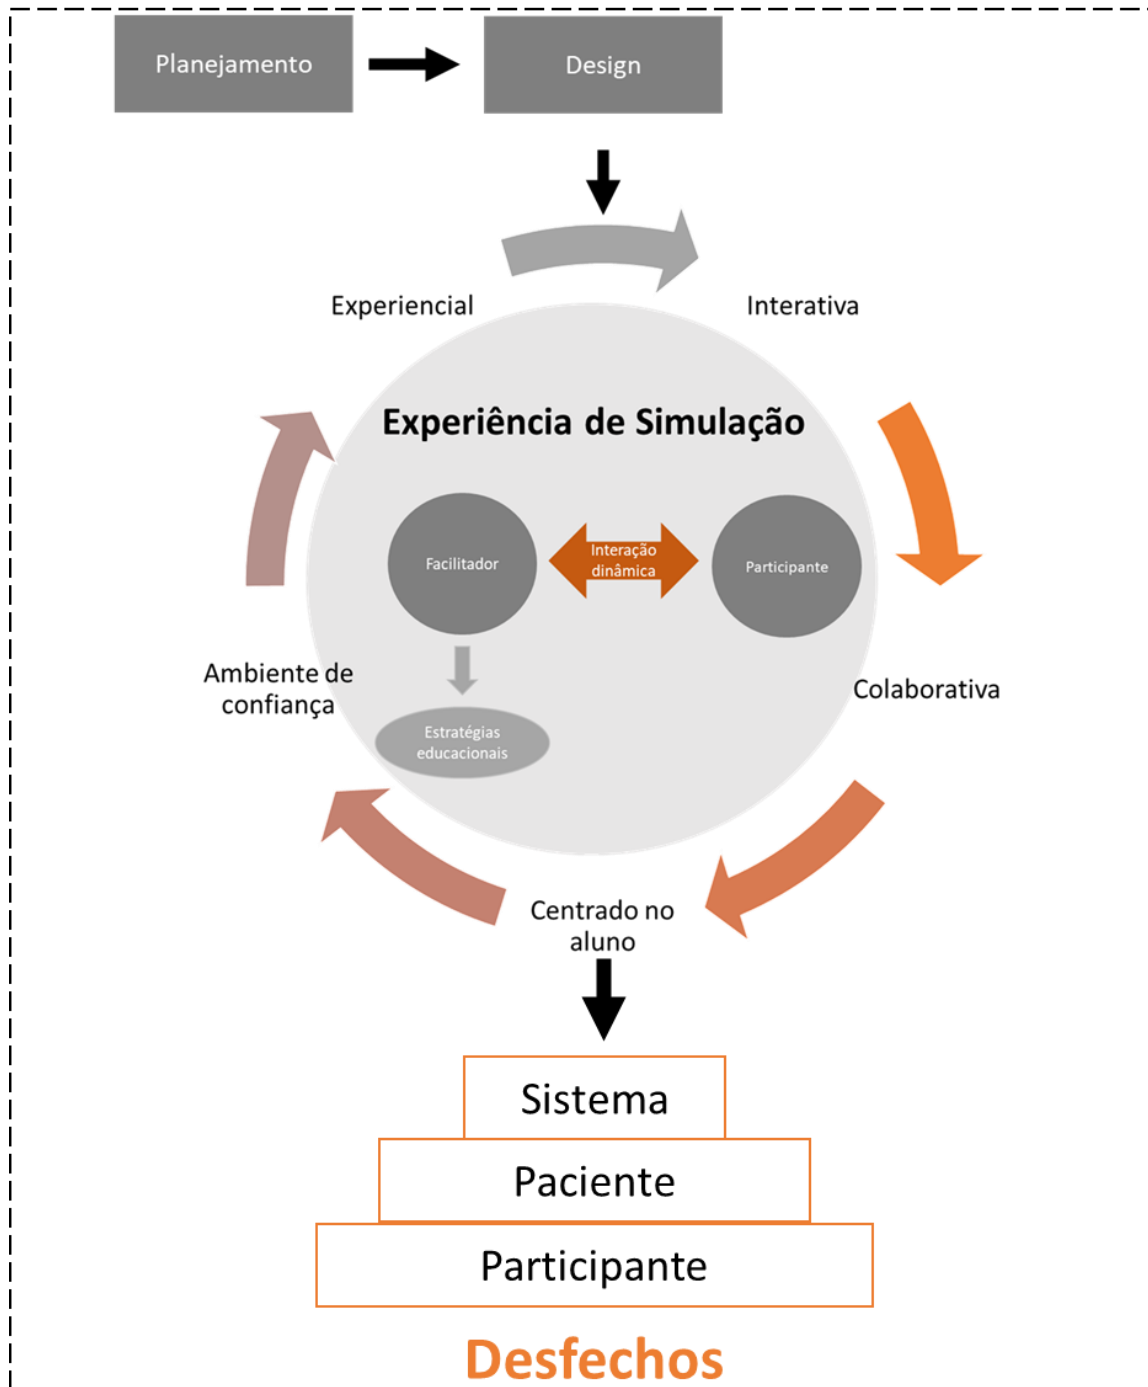 Planejamento
Design
Experiencial
Interativa
Experiência de Simulação
Facilitador
Interação
dinâmica
Participante
Ambiente de
confiança
Colaborativa
Estratégias
educacionais
Centrado no
aluno
Sistema
Paciente
Participante
Desfechos